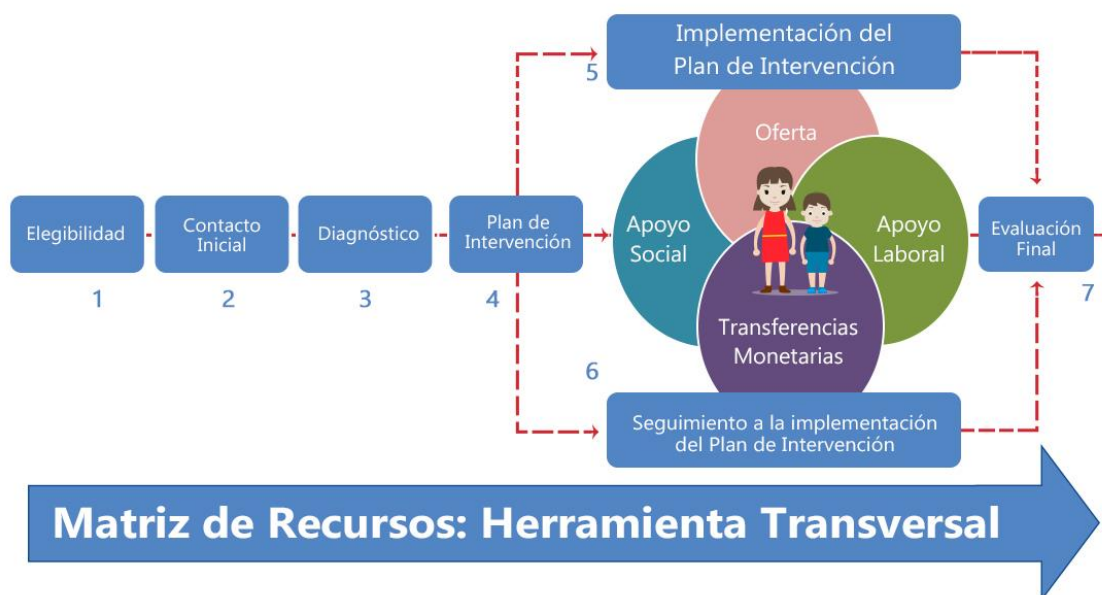 Implementación del
Plan de Intervención
5
Oferta
Elegibilidad
1
Contacto
Inicial
2
Diagnóstico
3
Plan de
Intervención
4
Apoyo
Social
Apoyo
Laboral
Transferencias
Monetarias
Evaluación
Final
7
6
Seguimiento a la implementación
del Plan de Intervención
Matriz de Recursos: Herramienta Transversal